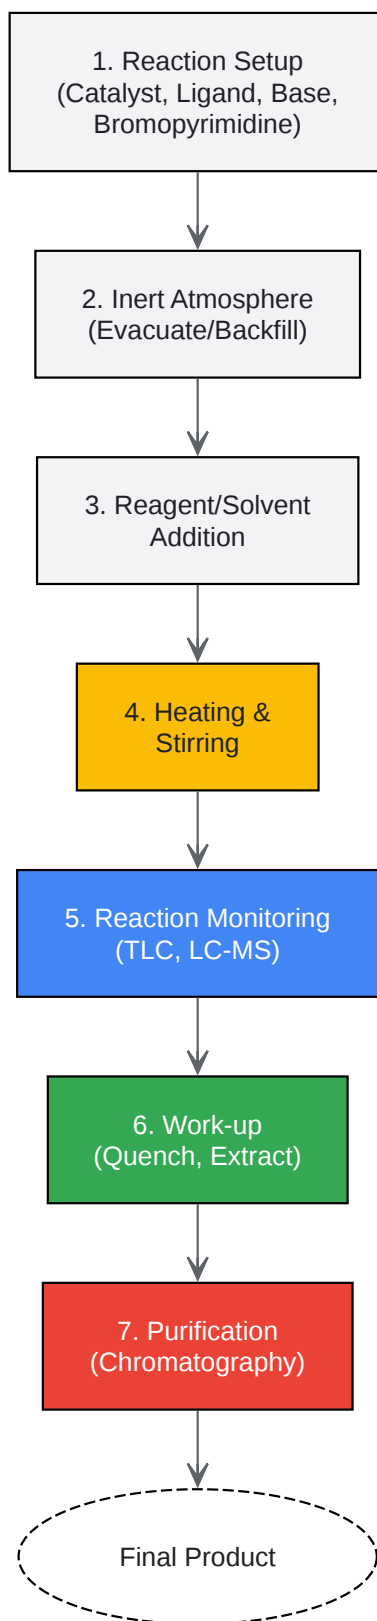 1. Reaction Setup
(Catalyst, Ligand, Base,
Bromopyrimidine)
2. Inert Atmosphere
(Evacuate/Backfill)
3. Reagent/Solvent
Addition
4. Heating &
Stirring
5. Reaction Monitoring
(TLC, LC-MS)
6. Work-up
(Quench, Extract)
7. Purification
(Chromatography)
Final Product